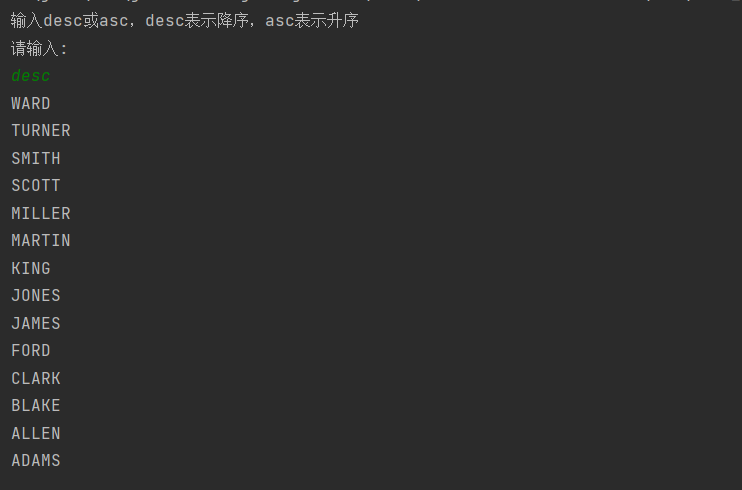 输入desc或asc，desc表示降序，asc表示升序
请输入：
desc
WARD
TURNER
SMITH
SCOTT
MILLER
MARTIN
KING
JONES
JAMES
FORD
CLARK
BLAKE
ALLEN
ADAMS